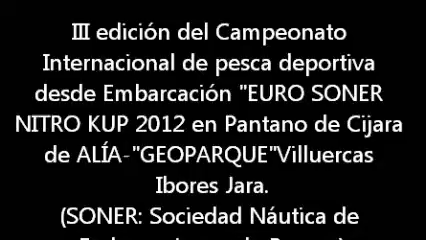 III edición del Campeonato
Internacional de pesca deportiva
desde Embarcación "EURO SONER
NITRO KUP 2012 en Pantano de Cijara
de ALÍA-"GEOPARQUE"Villuercas
Ibores Jara.
(SONER: Sociedad Náutica de